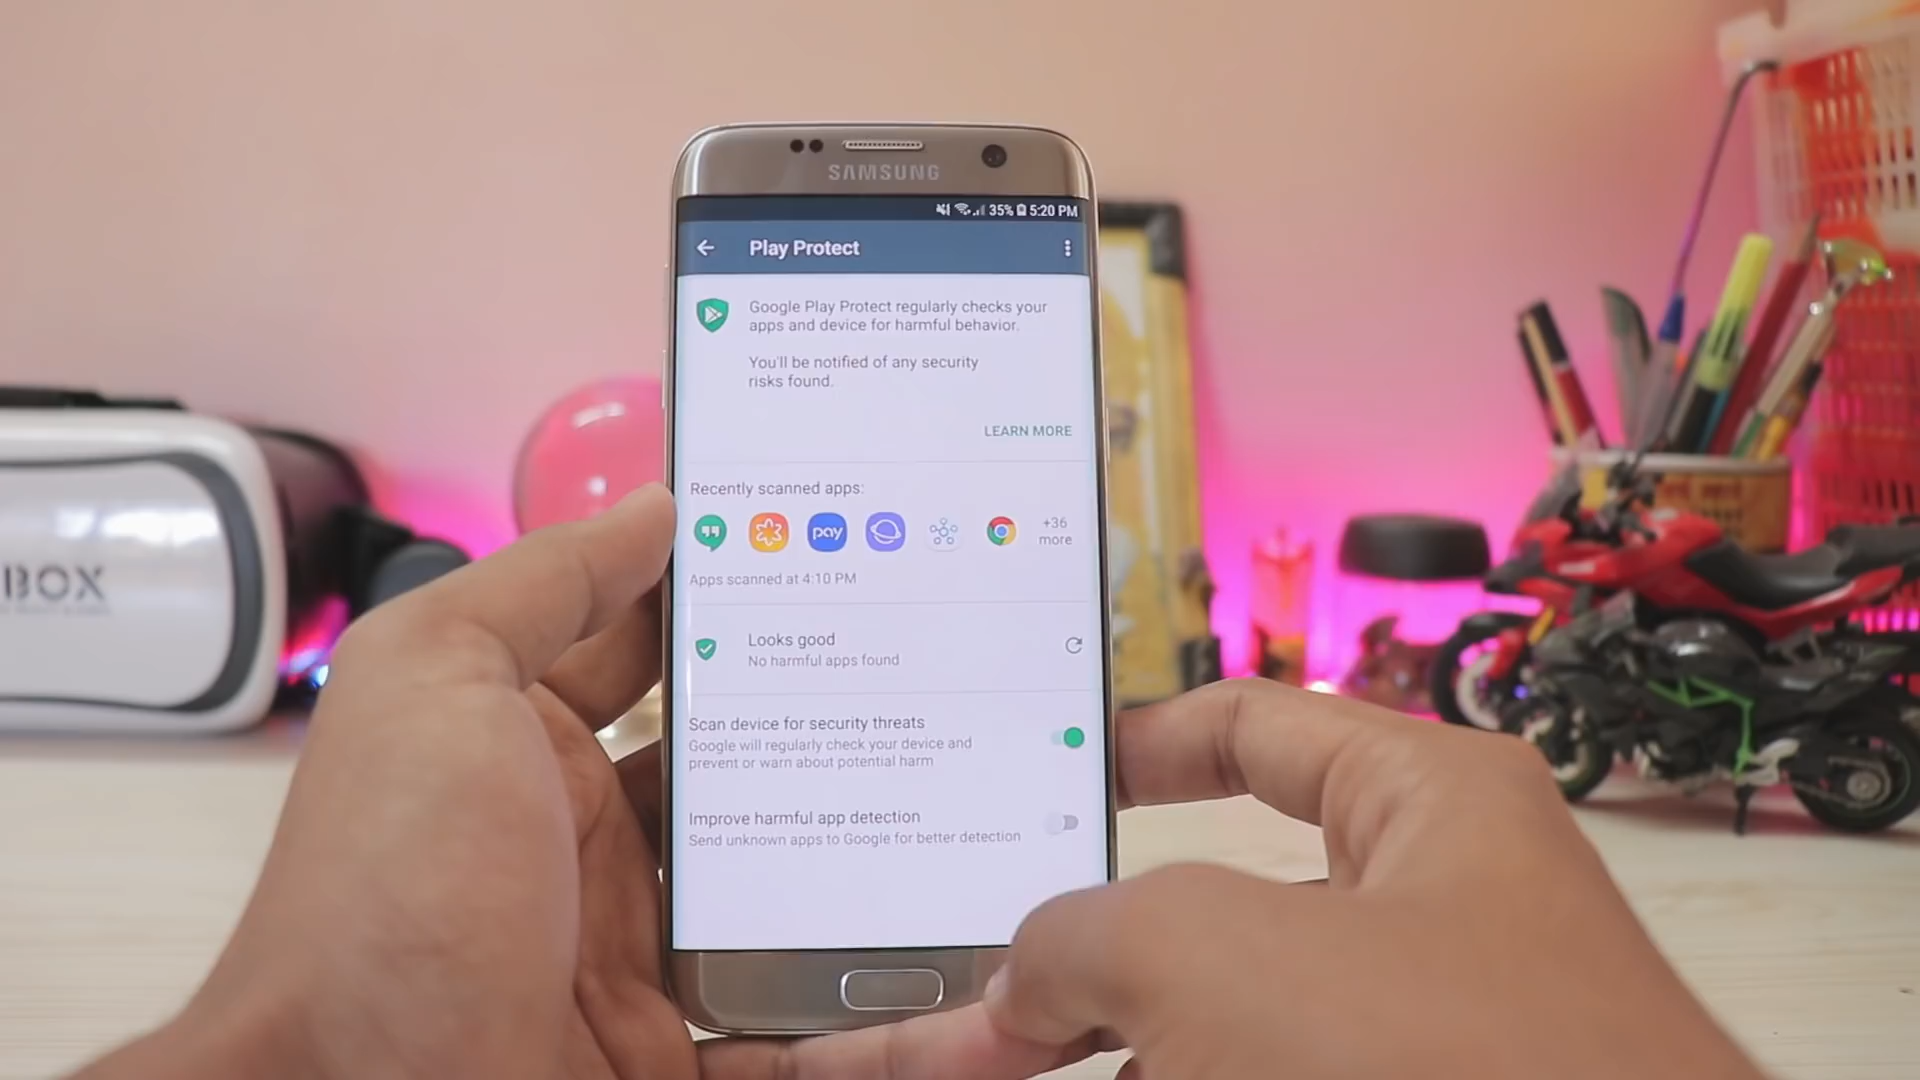 SAMSUNG
35% 5:20 PM
Play Protect
Google Play Protect regularly checks your
apps and device for harmful behavior.
You'll be notified of any security
risks found.
LEARN MORE
Recently scanned apps:
pay
+36
more
Apps scanned at 4:10 PM
Looks good
No harmful apps found
Scan device for security threats
Google will regularly check your device and
prevent or warn about potential harm
Improve harmful app detection
Send unknown apps to Google for better detection
BOX